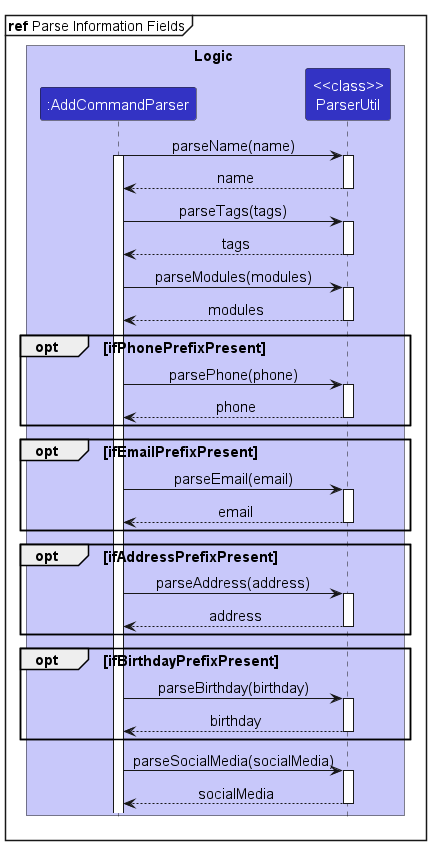 ref Parse Information Fields
Logic
:AddCommandParser
<<class>>
ParserUtil
parseName(name)
name
parseTags(tags)
tags
parseModules(modules)
modules
opt [ifPhonePrefixPresent]
parsePhone(phone)
phone
opt [ifEmailPrefixPresent]
parseEmail(email)
email
opt [ifAddressPrefixPresent]
parseAddress(address)
address
opt [ifBirthdayPrefixPresent]
parseBirthday(birthday)
birthday
parseSocialMedia(socialMedia)
socialMedia